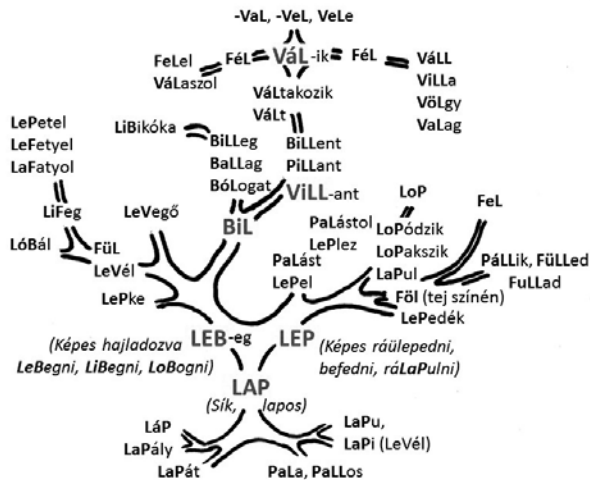 -VaL, -VeL, VeLe
FeLel
VáLaszol
FéL
VáL-ik
FéL
VáLL
ViLLa
VöLgy
VaLag
VáLtakozik
VáLt
LePetel
LeFetyel
LaFatyol
LiBikóka
BiLLeg
BaLLag
BóLogat
BiLLent
PiLLant
ViLL-ant
LiFeg
LeVegő
BiL
LóBáL
FüL
LeVéL
LePke
PaLástol
LePlez
PaLást
LePel
LoP
LoPódzik
LoPakszik
LaPul
FeL
PáLLik, FüLLed
FuLLad
Föl (tej színén)
LePedék
LEB-eg
LEP
(Képes hajladozva
LeBegni, LiBegni, LoBogni)
(Képes ráülepedni,
befedni, ráLaPulni)
LAP
(Sík, lapos)
LáP
LaPály
LaPát
PaLa, PaLLos
LaPu,
LaPi (LeVél)